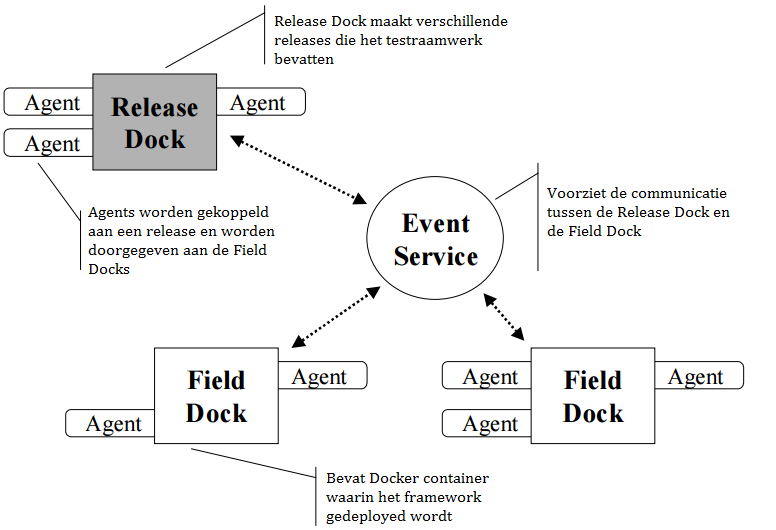 Release Dock maakt verschillende
releases die het testraamwerk
bevatten
Agent
Release
Dock
Agent
Agent
Agents worden gekoppeld
aan een release en worden
doorgegeven aan de Field
Docks
Event
Service
Voorziet de communicatie
tussen de Release Dock en
de Field Dock
Field
Dock
Agent
Agent
Agent
Field
Dock
Agent
Agent
Bevat Docker container
waarin het framework
gedeployed wordt